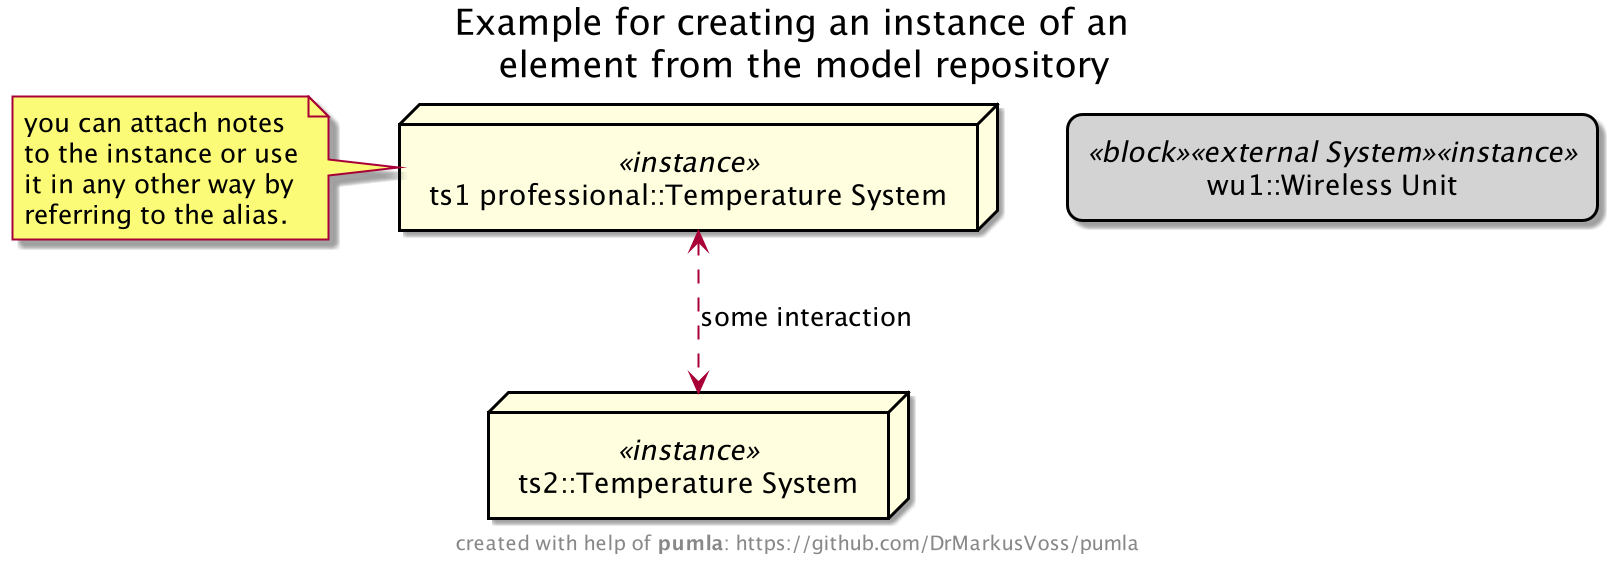 Example for creating an instance of an
element from the model repository
you can attach notes
to the instance or use
it in any other way by
referring to the alias.
«instance»
ts1 professional::Temperature System
«block»«external System»«instance»
wu1::Wireless Unit
some interaction
«instance»
ts2::Temperature System
created with help of pumla: https://github.com/DrMarkusVoss/pumla